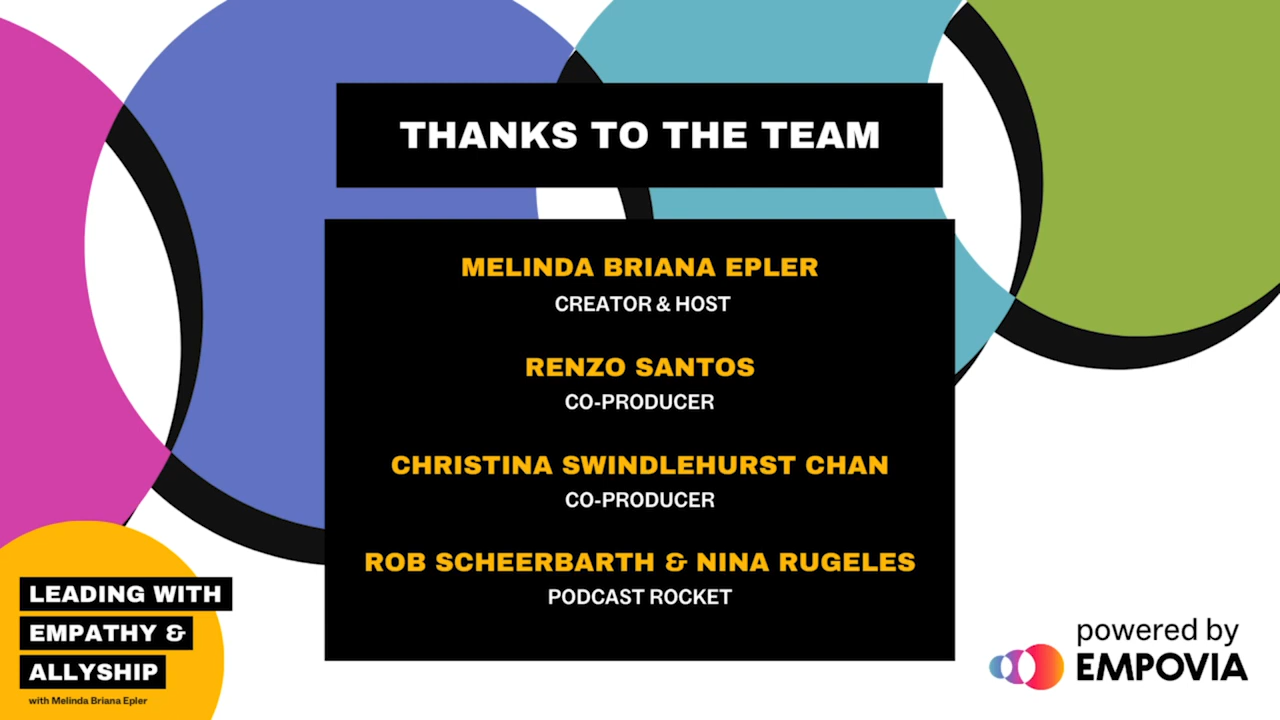 THANKS TO THE TEAM
MELINDA BRIANA EPLER
CREATOR & HOST
RENZO SANTOS
CO-PRODUCER
CHRISTINA SWINDLEHURST CHAN
CO-PRODUCER
ROB SCHEERBARTH & NINA RUGELES
PODCAST ROCKET
LEADING WITH
EMPATHY &
ALLYSHIP
with Melinda Briana Epler
powered by
EMPOVIA